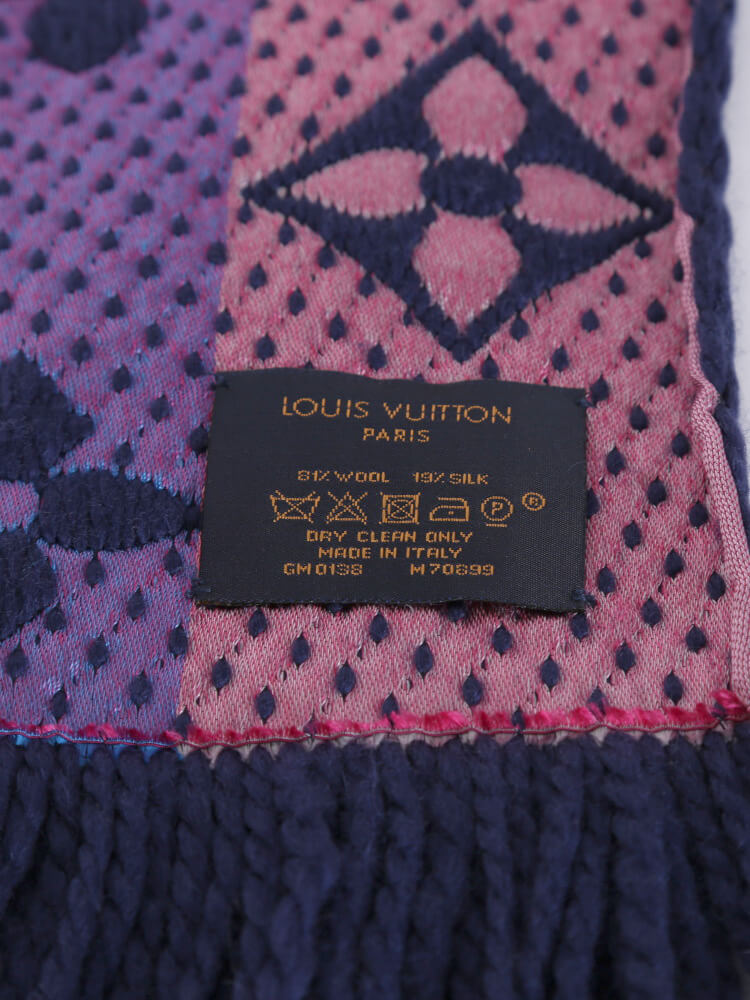 LOUIS VUITTON
PARIS
81% WOOL 19% SILK
P ®
DRY CLEAN ONLY
MADE IN ITALY
GM0138 M70899